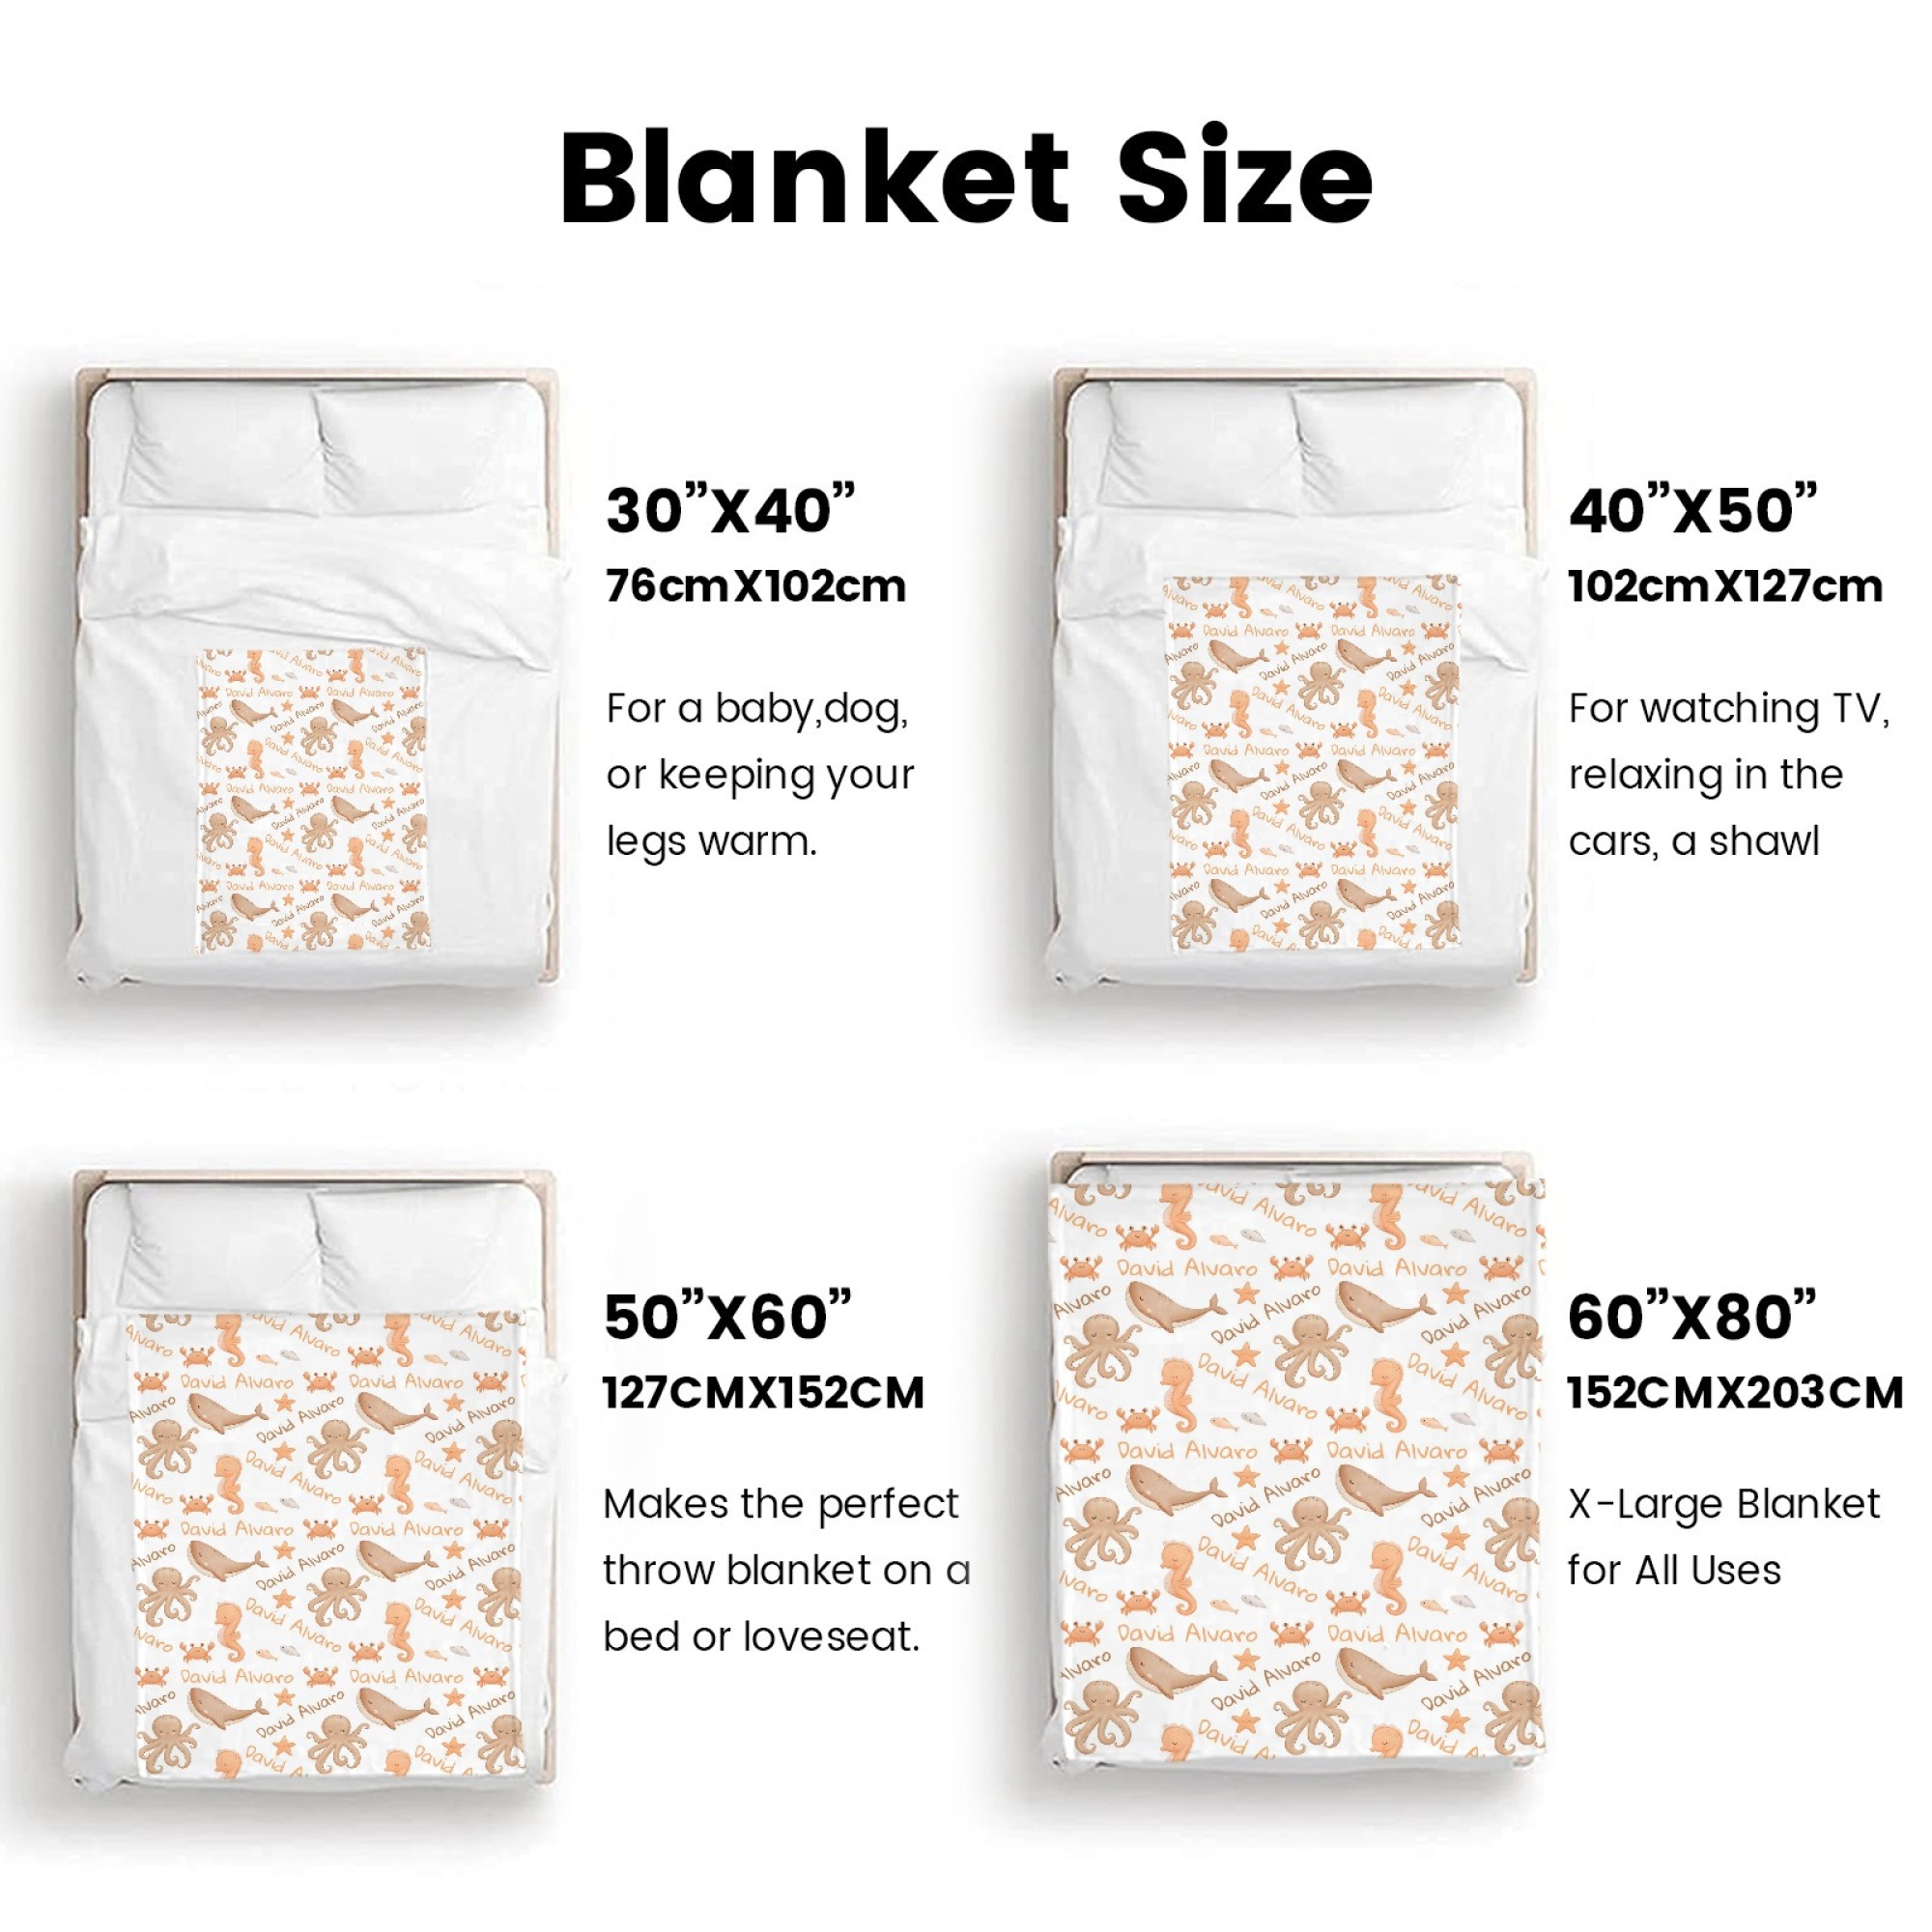 Blanket Size
30”X40”
76cmX102cm
For a baby,dog,
or keeping your
legs warm.
40”X50”
102cmX127cm
For watching TV,
relaxing in the
cars, a shawl
50”X60”
127CMX152CM
Makes the perfect
throw blanket on a
bed or loveseat.
60”X80”
152CMX203CM
X-Large Blanket
for All Uses
David Alvaro